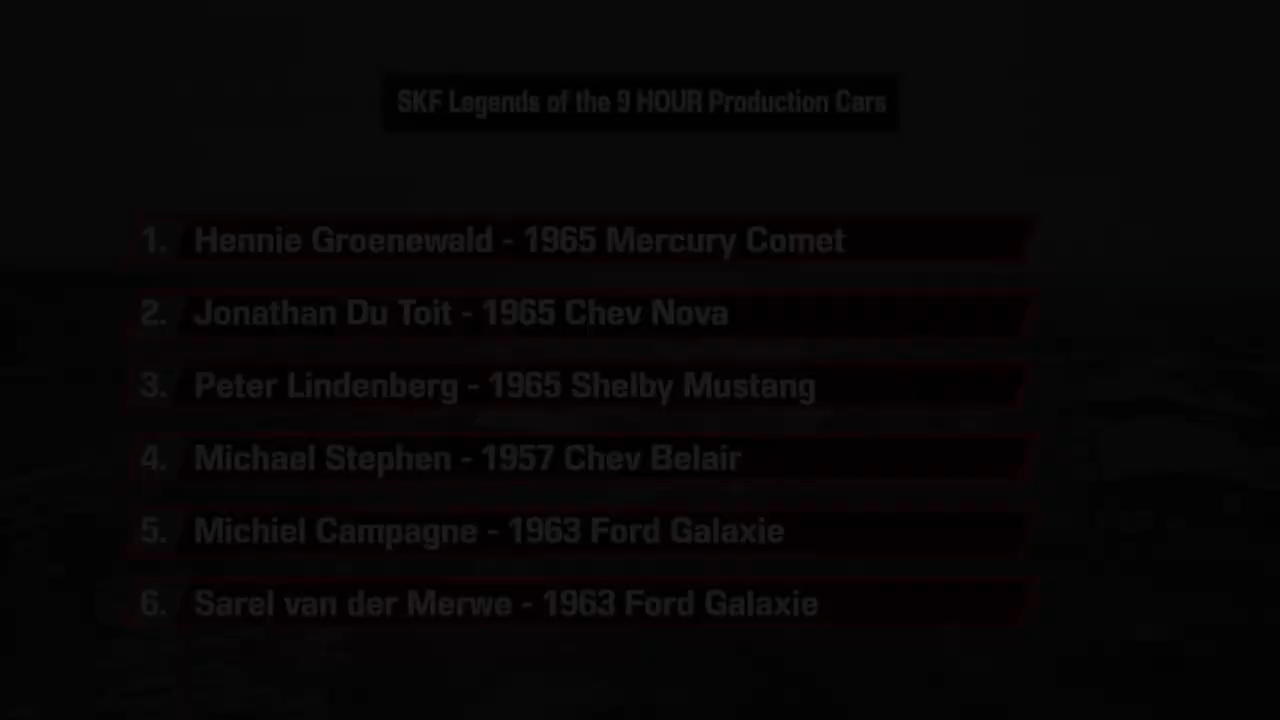 SKF Legends of the 9 HOUR Production Cars
1. Hennie Groenewald - 1965 Mercury Comet
2. Jonathan Du Toit - 1965 Chev Nova
3. Peter Lindenberg - 1965 Shelby Mustang
4. Michael Stephen - 1957 Chev Belair
5. Michiel Campagne - 1963 Ford Galaxie
6. Sarel van der Merwe - 1963 Ford Galaxie